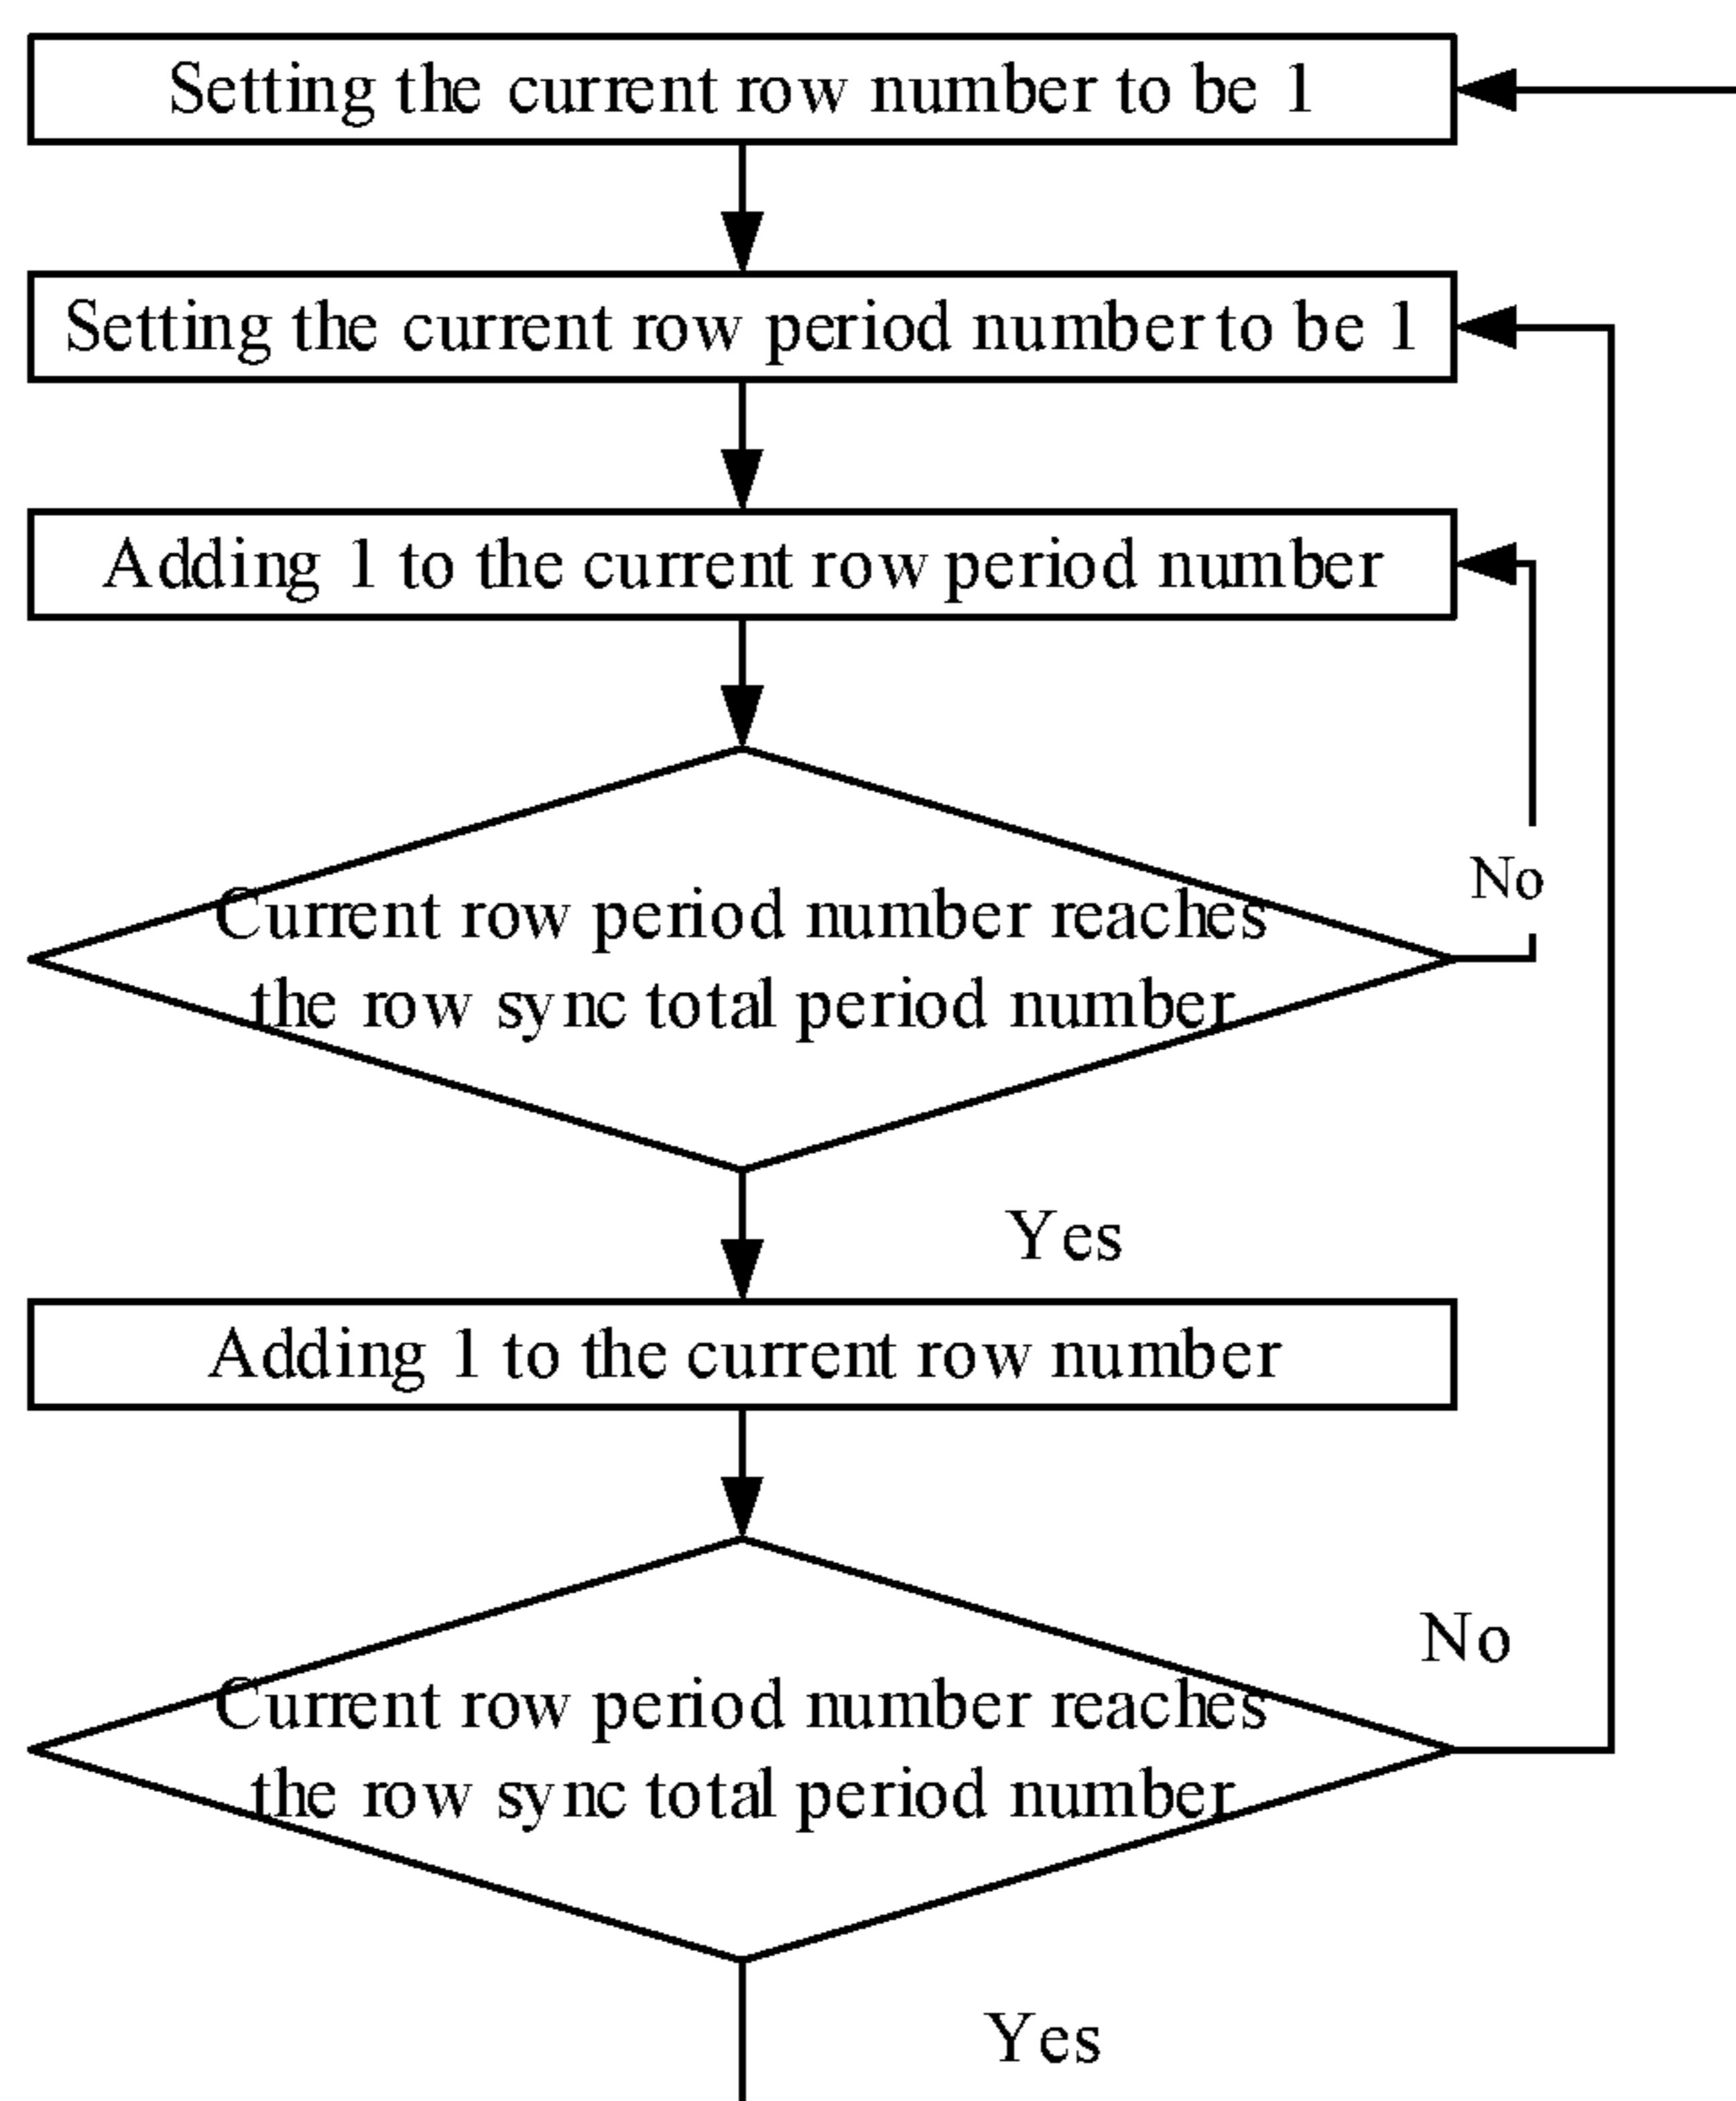 Setting the current row number to be 1
Setting the current row period number to be 1
Adding 1 to the current row period number
No
Current row period number reaches
the row sync total period number
Yes
Adding 1 to the current row number
No
Current row period number reaches
the row sync total period number
Yes